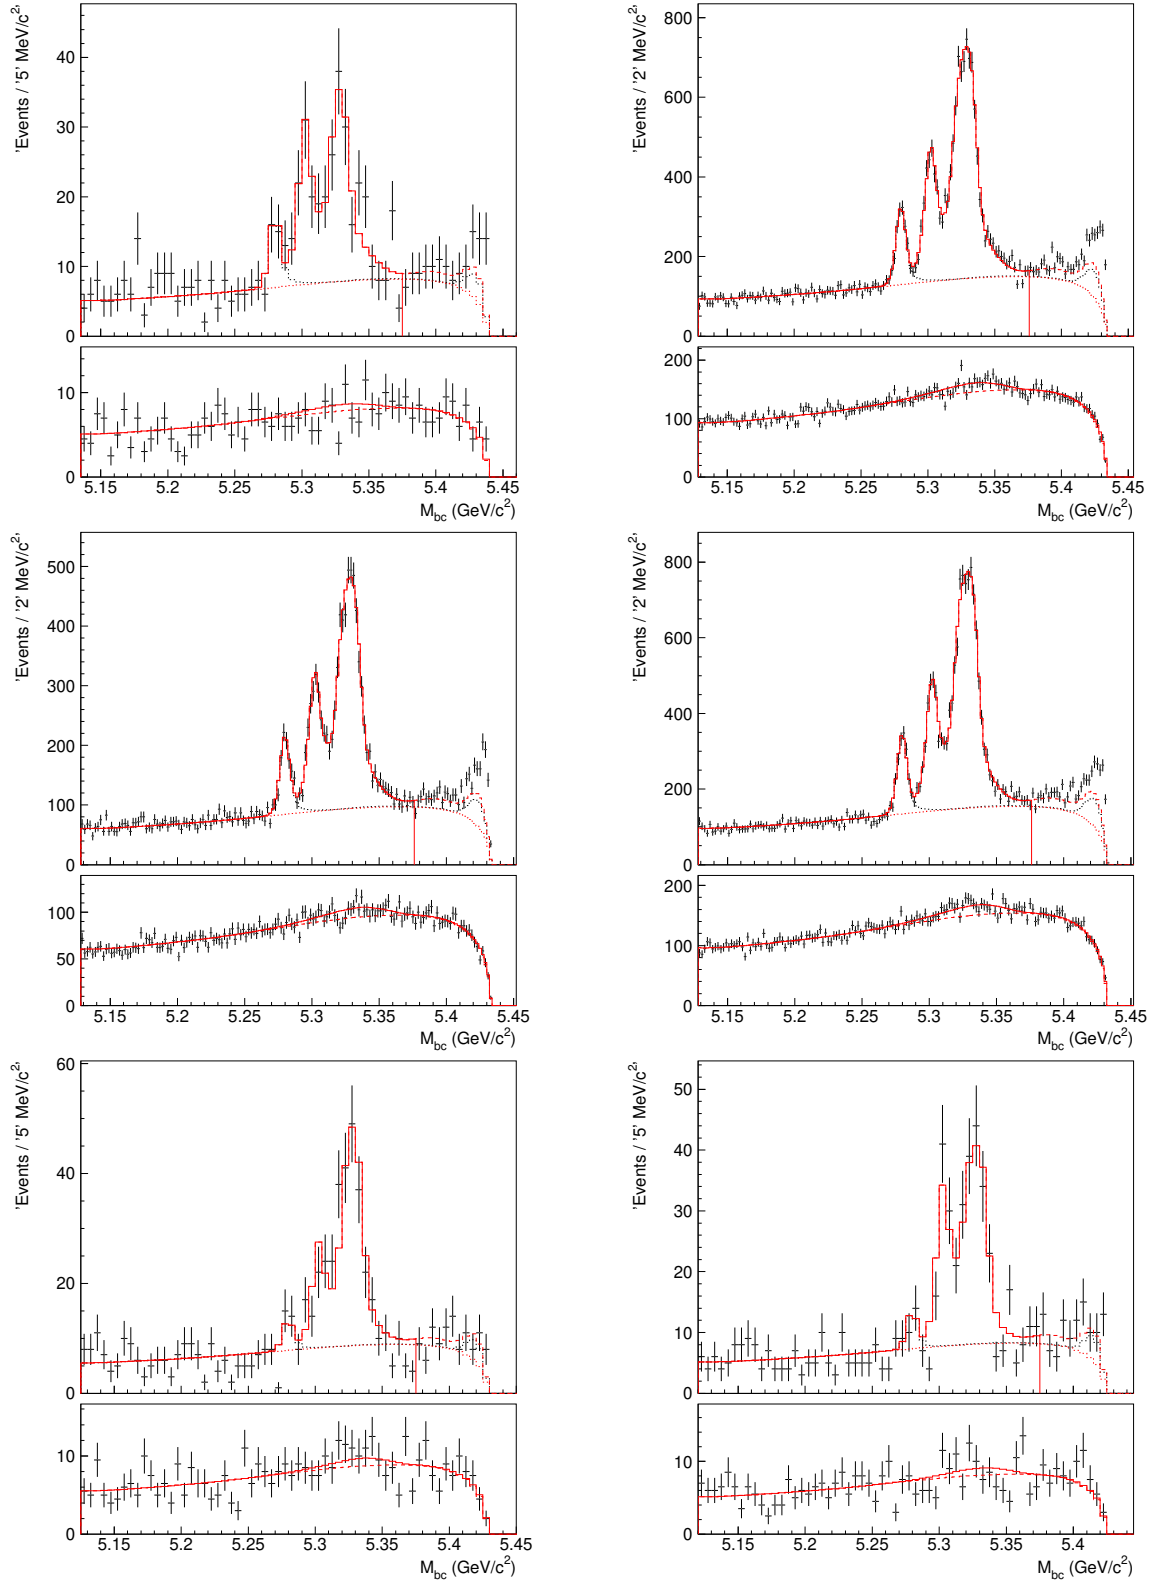 'Events / '5' MeV/c²'
40
30
20
10
0
10
0
5.15 5.2 5.25 5.3 5.35 5.4 5.45
M_bc (GeV/c²)
'Events / '2' MeV/c²'
800
600
400
200
0
200
100
0
5.15 5.2 5.25 5.3 5.35 5.4 5.45
M_bc (GeV/c²)
'Events / '2' MeV/c²'
500
400
300
200
100
0
100
50
0
5.15 5.2 5.25 5.3 5.35 5.4 5.45
M_bc (GeV/c²)
'Events / '2' MeV/c²'
800
600
400
200
0
200
100
0
5.15 5.2 5.25 5.3 5.35 5.4 5.45
M_bc (GeV/c²)
'Events / '5' MeV/c²'
60
40
20
0
10
0
5.15 5.2 5.25 5.3 5.35 5.4 5.45
M_bc (GeV/c²)
'Events / '5' MeV/c²'
50
40
30
20
10
0
10
0
5.15 5.2 5.25 5.3 5.35 5.4
M_bc (GeV/c²)